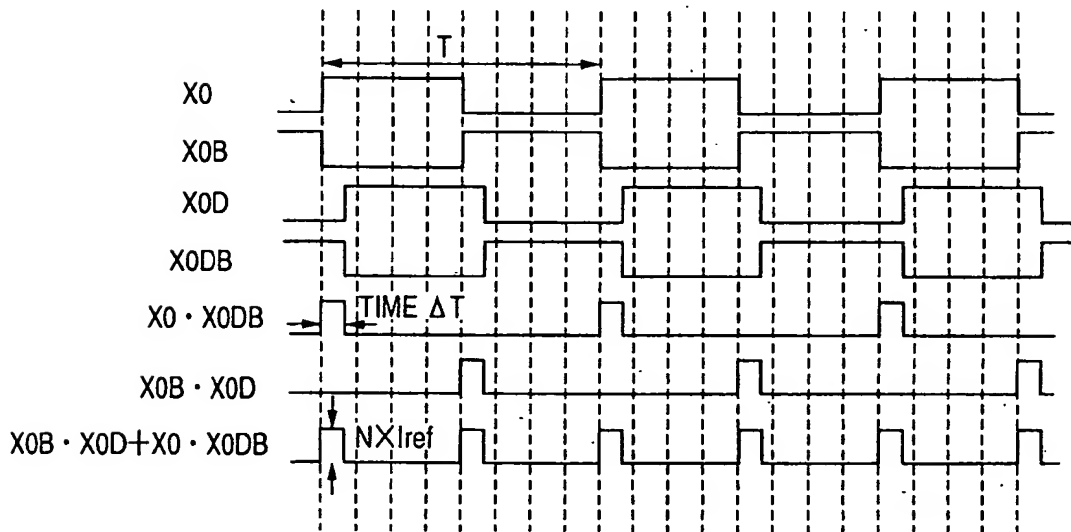 T
X0
X0B
X0D
X0DB
X0 · X0DB
TIME ΔT
X0B · X0D
X0B · X0D+X0 · X0DB
N×Iref